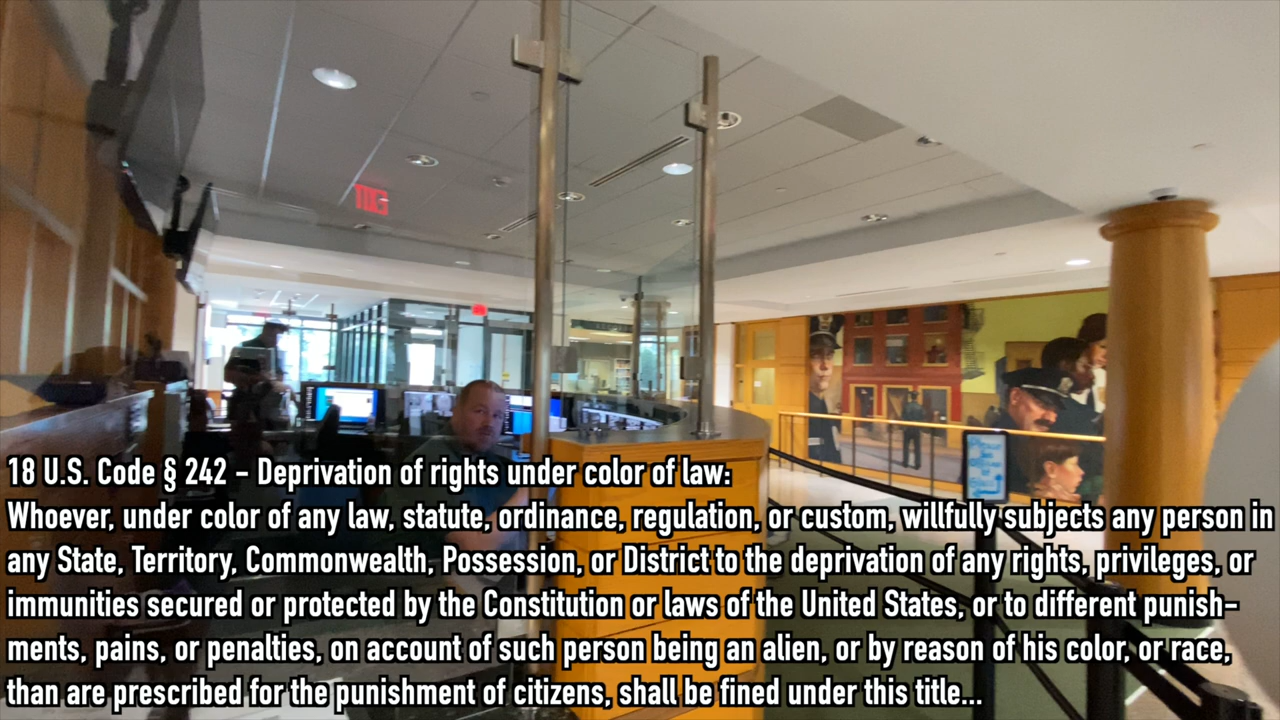 18 U.S. Code § 242 – Deprivation of rights under color of law:
Whoever, under color of any law, statute, ordinance, regulation, or custom, willfully subjects any person in
any State, Territory, Commonwealth, Possession, or District to the deprivation of any rights, privileges, or
immunities secured or protected by the Constitution or laws of the United States, or to different punish–
ments, pains, or penalties, on account of such person being an alien, or by reason of his color, or race,
than are prescribed for the punishment of citizens, shall be fined under this title...